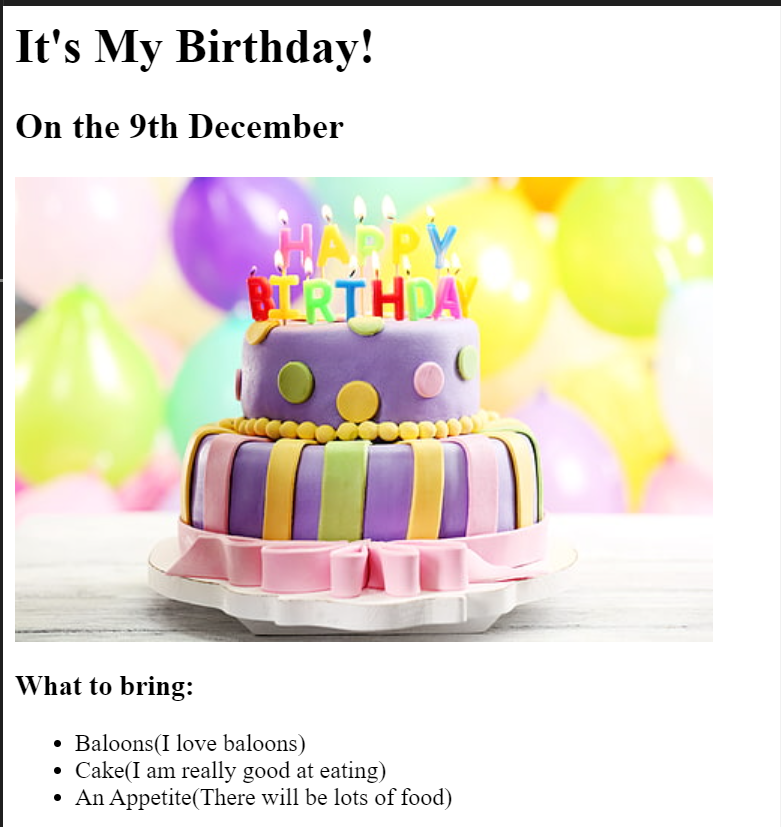 It's My Birthday!
On the 9th December
HAPPY
BIRTHDAY
What to bring:
Baloons(I love baloons)
Cake(I am really good at eating)
An Appetite(There will be lots of food)